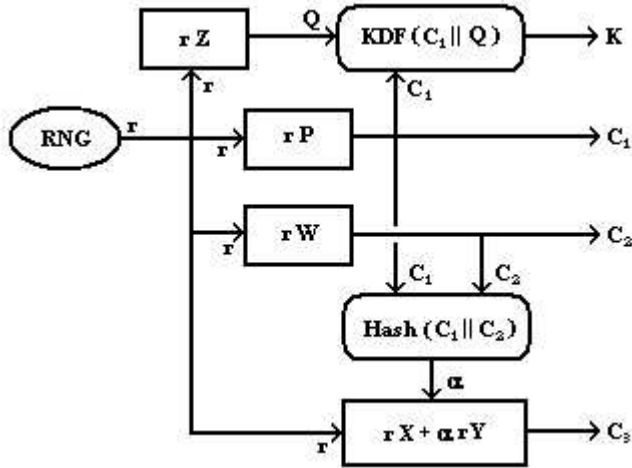 r Z
Q
KDF ( C₁ || Q )
K
r
C₁
RNG
r
r
r P
C₁
r
r W
C₂
C₁
C₂
Hash ( C₁ || C₂ )
α
r
r X + α r Y
C₃